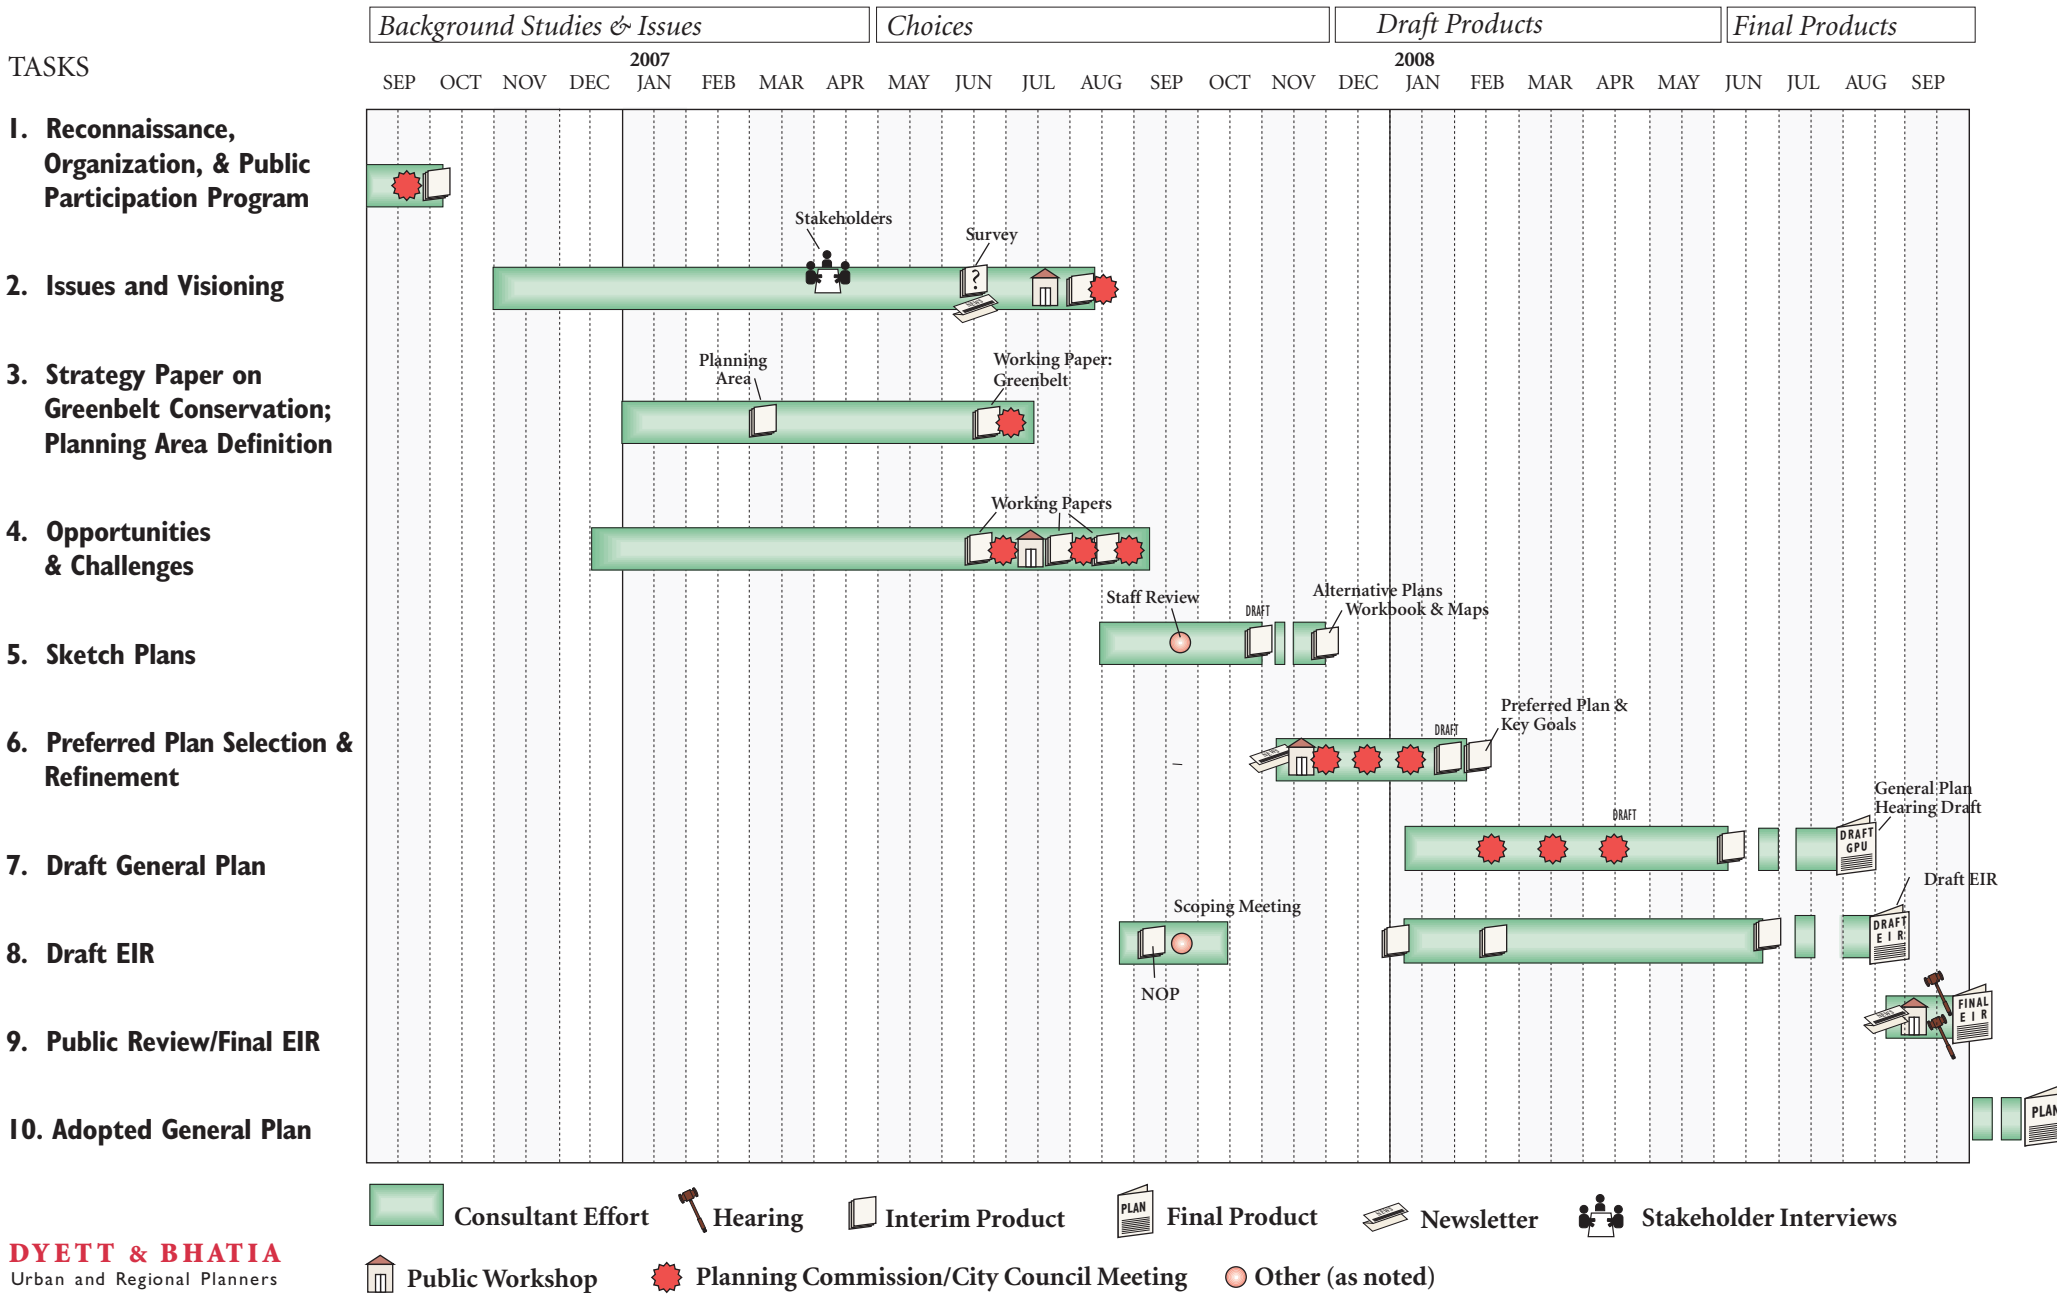 Background Studies & Issues
Choices
Draft Products
Final Products
TASKS
2007
2008
SEP OCT NOV DEC JAN FEB MAR APR MAY JUN JUL AUG SEP OCT NOV DEC JAN FEB MAR APR MAY JUN JUL AUG SEP
1. Reconnaissance,
Organization, & Public
Participation Program
Stakeholders
Survey
?
NEWS
2. Issues and Visioning
Planning
Area
Working Paper:
Greenbelt
3. Strategy Paper on
Greenbelt Conservation;
Planning Area Definition
Working Papers
4. Opportunities
& Challenges
Staff Review
DRAFT
Alternative Plans
Workbook & Maps
5. Sketch Plans
Preferred Plan &
Key Goals
DRAFT
NEWS
6. Preferred Plan Selection &
Refinement
–
General Plan
Hearing Draft
DRAFT
DRAFT
GPU
7. Draft General Plan
Draft EIR
Scoping Meeting
DRAFT
EIR
8. Draft EIR
NOP
NEWS
FINAL
EIR
9. Public Review/Final EIR
PLAN
10. Adopted General Plan
Consultant Effort
Hearing
Interim Product
PLAN
Final Product
NEWS
Newsletter
Stakeholder Interviews
DYETT & BHATIA
Urban and Regional Planners
Public Workshop
Planning Commission/City Council Meeting
Other (as noted)